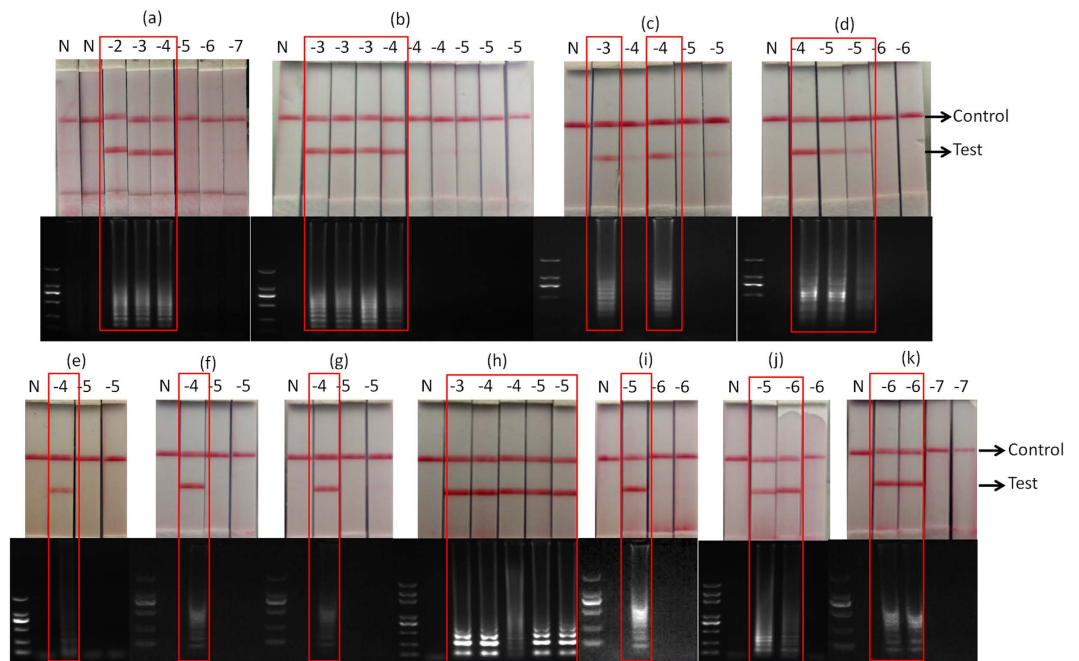 (a) (b) (c) (d)
N N -2 -3 -4 -5 -6 -7 N -3 -3 -3 -4 -4 -4 -5 -5 -5 N -3 -4 -4 -5 -5 N -4 -5 -5 -6 -6
Control
Test
(e) (f) (g) (h) (i) (j) (k)
N -4 -5 -5 N -4 -5 -5 N -4 -5 -5 N -3 -4 -4 -5 -5 N -5 -6 -6 N -5 -6 -6 N -6 -6 -7 -7
Control
Test